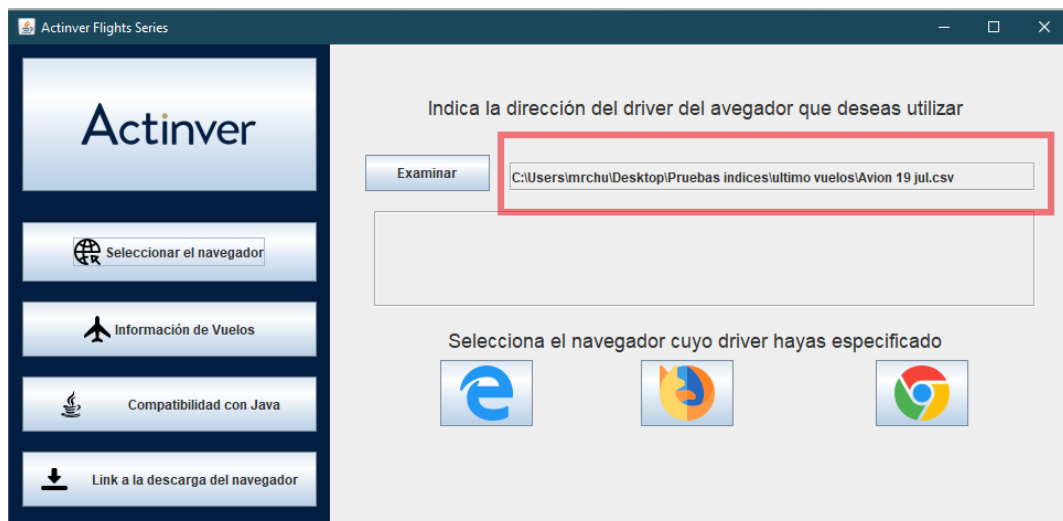 Actinver Flights Series
Actinver
Seleccionar el navegador
Información de Vuelos
Compatibilidad con Java
Link a la descarga del navegador
Indica la dirección del driver del avegador que deseas utilizar
Examinar
C:\Users\mrchu\Desktop\Pruebas indices\ultimo vuelos\Avion 19 jul.csv
Selecciona el navegador cuyo driver hayas especificado